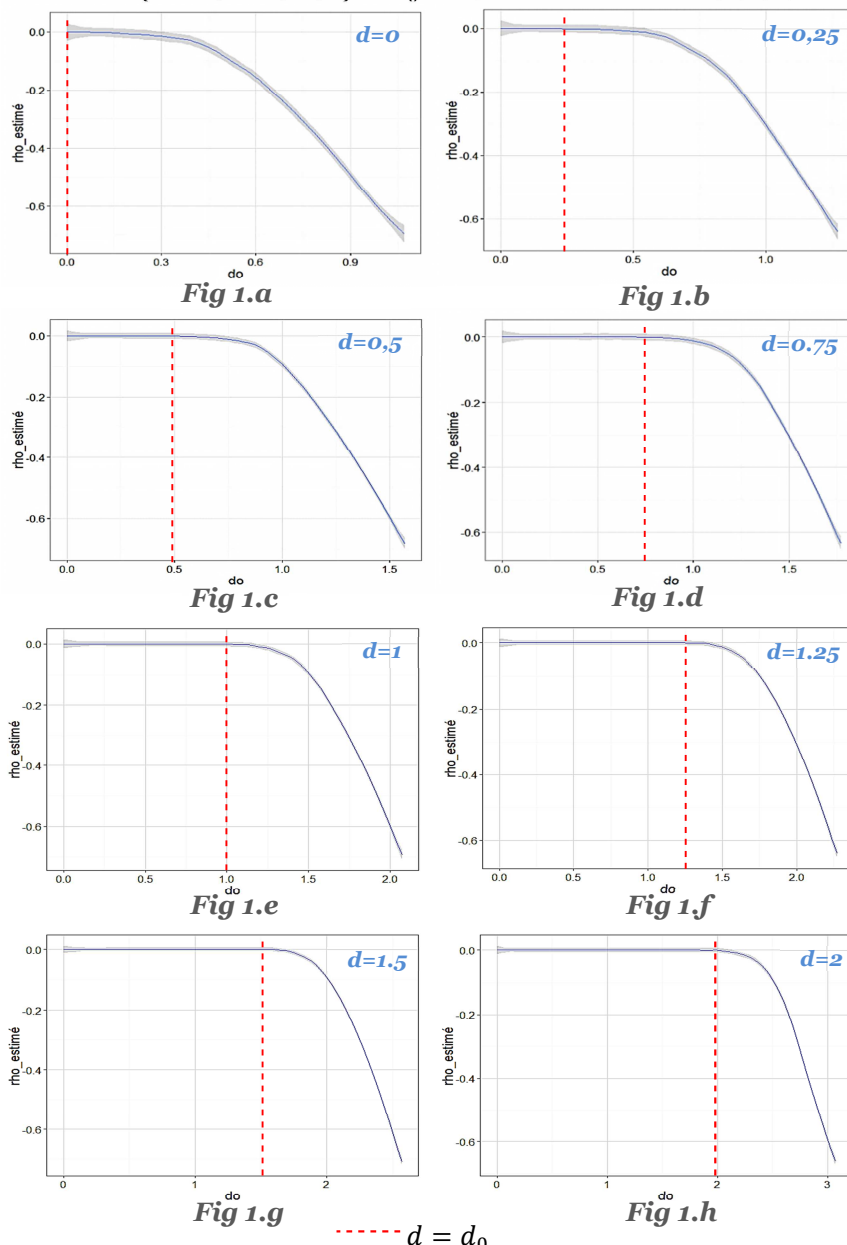 d=0
rho_estimé
0.0
-0.2
-0.4
-0.6
0.0 0.3 0.6 0.9
do
Fig 1.a
d=0,25
rho_estimé
0.0
-0.2
-0.4
-0.6
0.0 0.5 1.0
do
Fig 1.b
d=0,5
rho_estimé
0.0
-0.2
-0.4
-0.6
0.0 0.5 1.0 1.5
do
Fig 1.c
d=0.75
rho_estimé
0.0
-0.2
-0.4
-0.6
0.0 0.5 1.0 1.5
do
Fig 1.d
d=1
rho_estimé
0.0
-0.2
-0.4
-0.6
0.0 0.5 1.0 1.5 2.0
do
Fig 1.e
d=1.25
rho_estimé
0.0
-0.2
-0.4
-0.6
0.0 0.5 1.0 1.5 2.0
do
Fig 1.f
d=1.5
rho_estimé
0.0
-0.2
-0.4
-0.6
0 1 2
do
Fig 1.g
d=2
rho_estimé
0.0
-0.2
-0.4
-0.6
0 1 2 3
do
Fig 1.h
d = d₀